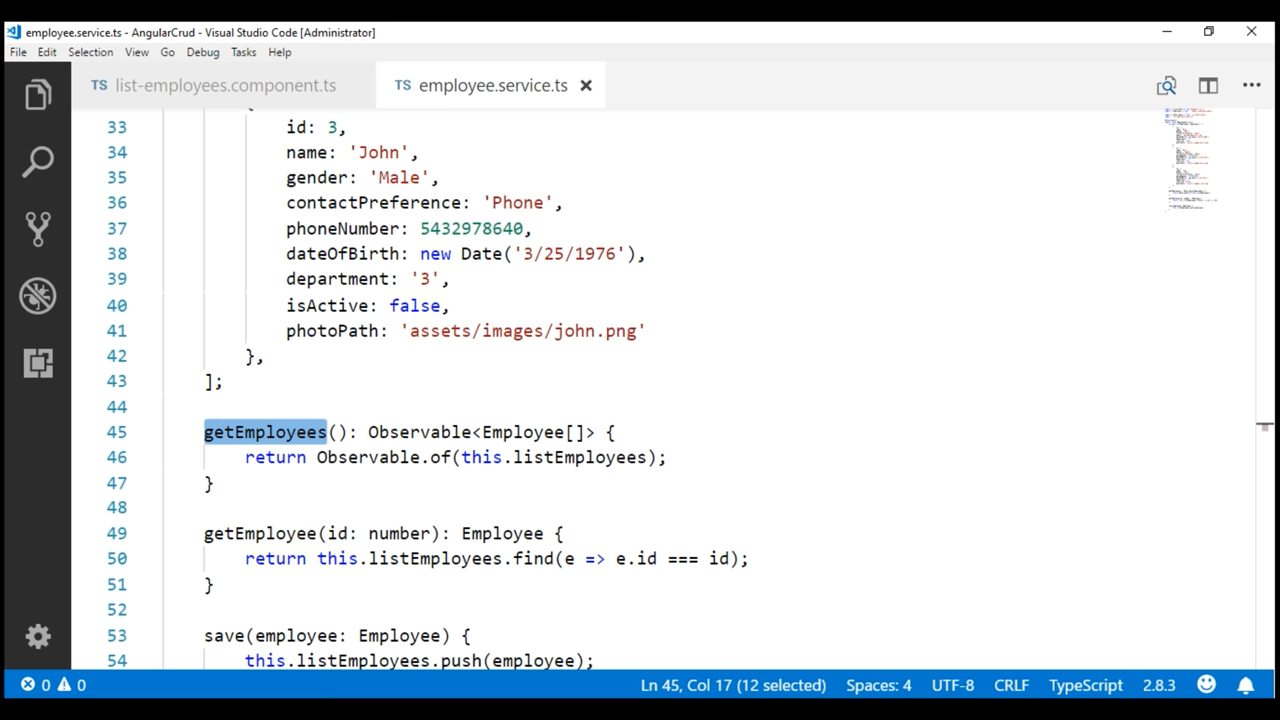 employee.service.ts - AngularCrud - Visual Studio Code [Administrator]
File Edit Selection View Go Debug Tasks Help
TS list-employees.component.ts TS employee.service.ts
33 id: 3,
34 name: 'John',
35 gender: 'Male',
36 contactPreference: 'Phone',
37 phoneNumber: 5432978640,
38 dateOfBirth: new Date('3/25/1976'),
39 department: '3',
40 isActive: false,
41 photoPath: 'assets/images/john.png'
42 },
43 ];
44
45 getEmployees(): Observable<Employee[]> {
46 return Observable.of(this.listEmployees);
47 }
48
49 getEmployee(id: number): Employee {
50 return this.listEmployees.find(e => e.id === id);
51 }
52
53 save(employee: Employee) {
54 this.listEmployees.push(employee);
0 0 Ln 45, Col 17 (12 selected) Spaces: 4 UTF-8 CRLF TypeScript 2.8.3